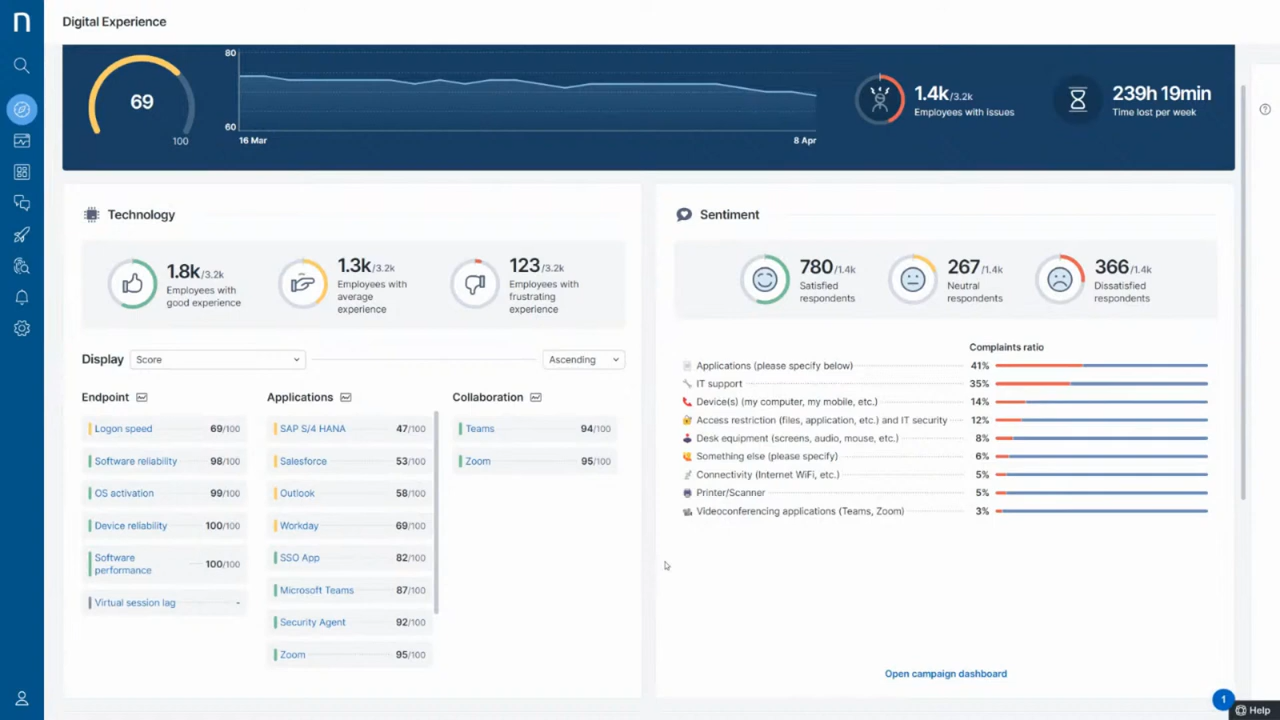 n
Digital Experience
69
100
80
60
16 Mar
8 Apr
1.4k/3.2k
Employees with issues
239h 19min
Time lost per week
Technology
1.8k/3.2k
Employees with
good experience
1.3k/3.2k
Employees with
average
experience
123/3.2k
Employees with
frustrating
experience
Display
Score
Ascending
Endpoint
Logon speed 69/100
Software reliability 98/100
OS activation 99/100
Device reliability 100/100
Software
performance 100/100
Virtual session lag -
Applications
SAP S/4 HANA 47/100
Salesforce 53/100
Outlook 58/100
Workday 69/100
SSO App 82/100
Microsoft Teams 87/100
Security Agent 92/100
Zoom 95/100
Collaboration
Teams 94/100
Zoom 95/100
Sentiment
780/1.4k
Satisfied
respondents
267/1.4k
Neutral
respondents
366/1.4k
Dissatisfied
respondents
Complaints ratio
Applications (please specify below) 41%
IT support 35%
Device(s) (my computer, my mobile, etc.) 14%
Access restriction (files, application, etc.) and IT security 12%
Desk equipment (screens, audio, mouse, etc.) 8%
Something else (please specify) 6%
Connectivity (Internet WiFi, etc.) 5%
Printer/Scanner 5%
Videoconferencing applications (Teams, Zoom) 3%
Open campaign dashboard
1
Help